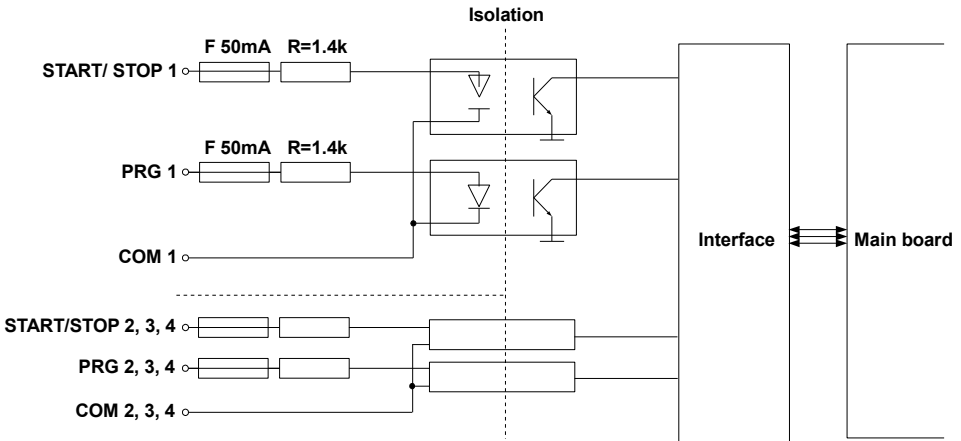 Isolation
F 50mA R=1.4k
START/ STOP 1
F 50mA R=1.4k
PRG 1
Interface Main board
COM 1
START/STOP 2, 3, 4
PRG 2, 3, 4
COM 2, 3, 4